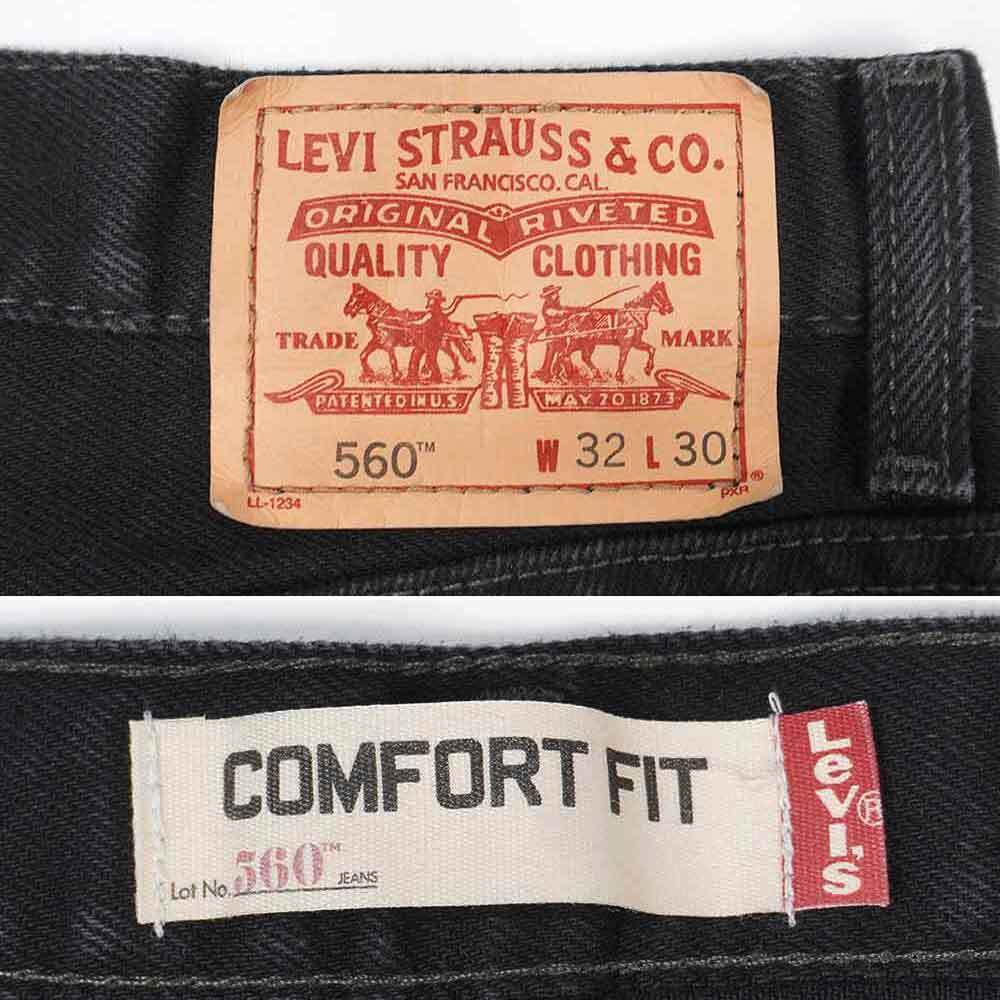 LEVI STRAUSS & CO.
SAN FRANCISCO. CAL.
ORIGINAL RIVETED
QUALITY CLOTHING
TRADE MARK
PATENTED IN U.S. MAY 20 1873
560™ W 32 L 30
LL-1234 PXR®
COMFORT FIT
Lot No. 560™ JEANS
Levi's®